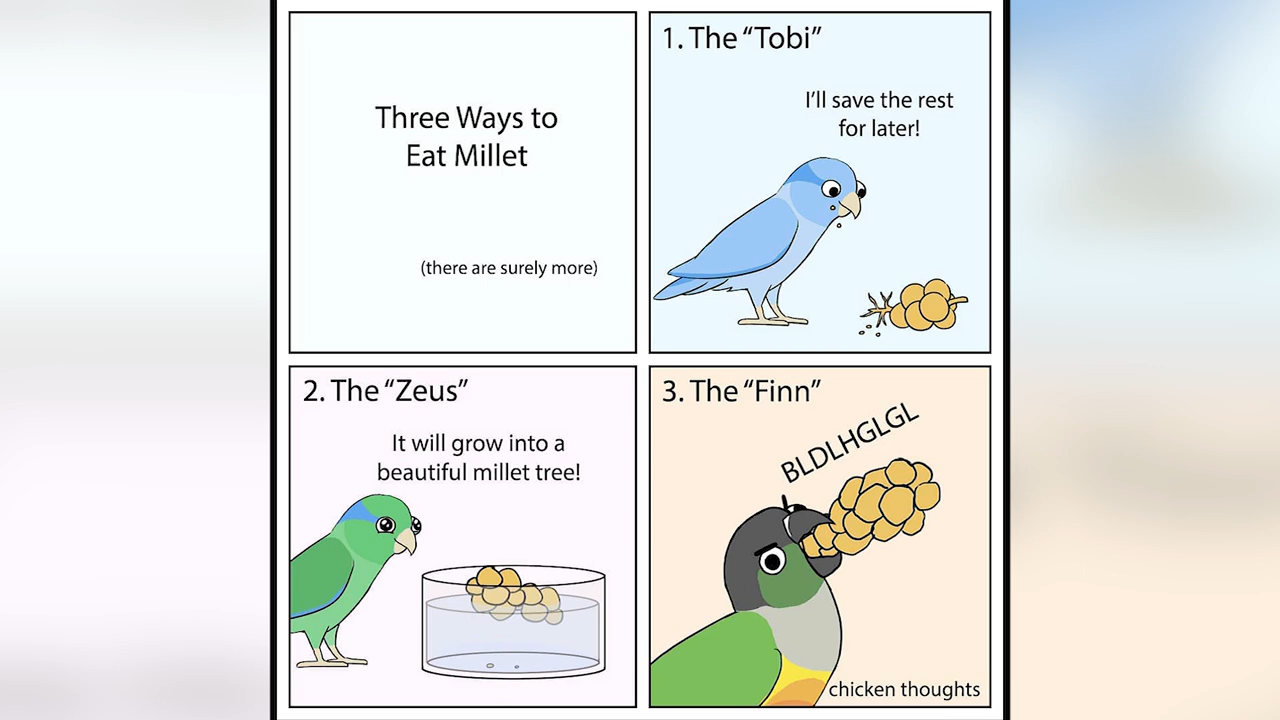 Three Ways to
Eat Millet
(there are surely more)
1. The “Tobi”
I’ll save the rest
for later!
2. The “Zeus”
It will grow into a
beautiful millet tree!
3. The “Finn”
BLDLHGLGL
chicken thoughts